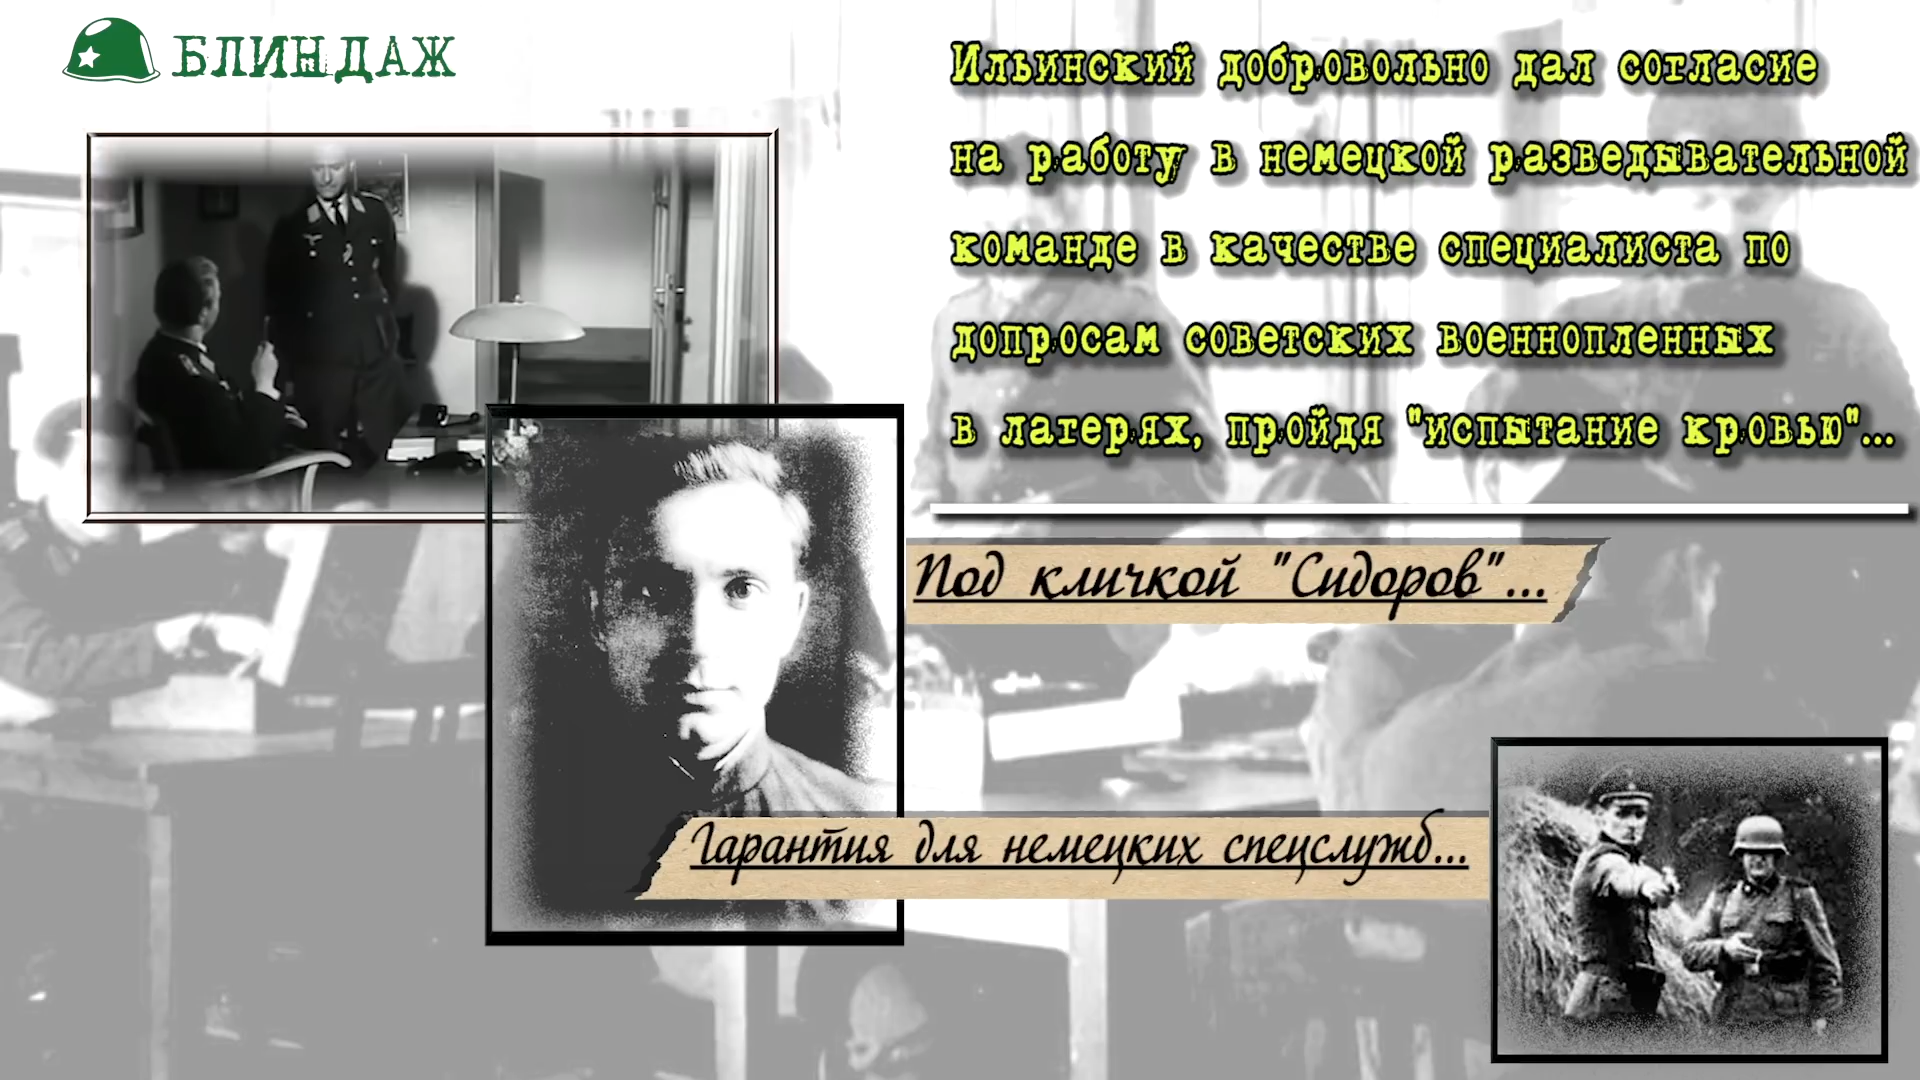 БЛИНДАЖ
Ильинский добровольно дал согласие
на работу в немецкой разведывательной
команде в качестве специалиста по
допросам советских военнопленных
в лагерях, пройдя "испытание кровью"...
Под кличкой "Сидоров"...
Гарантия для немецких спецслужб...